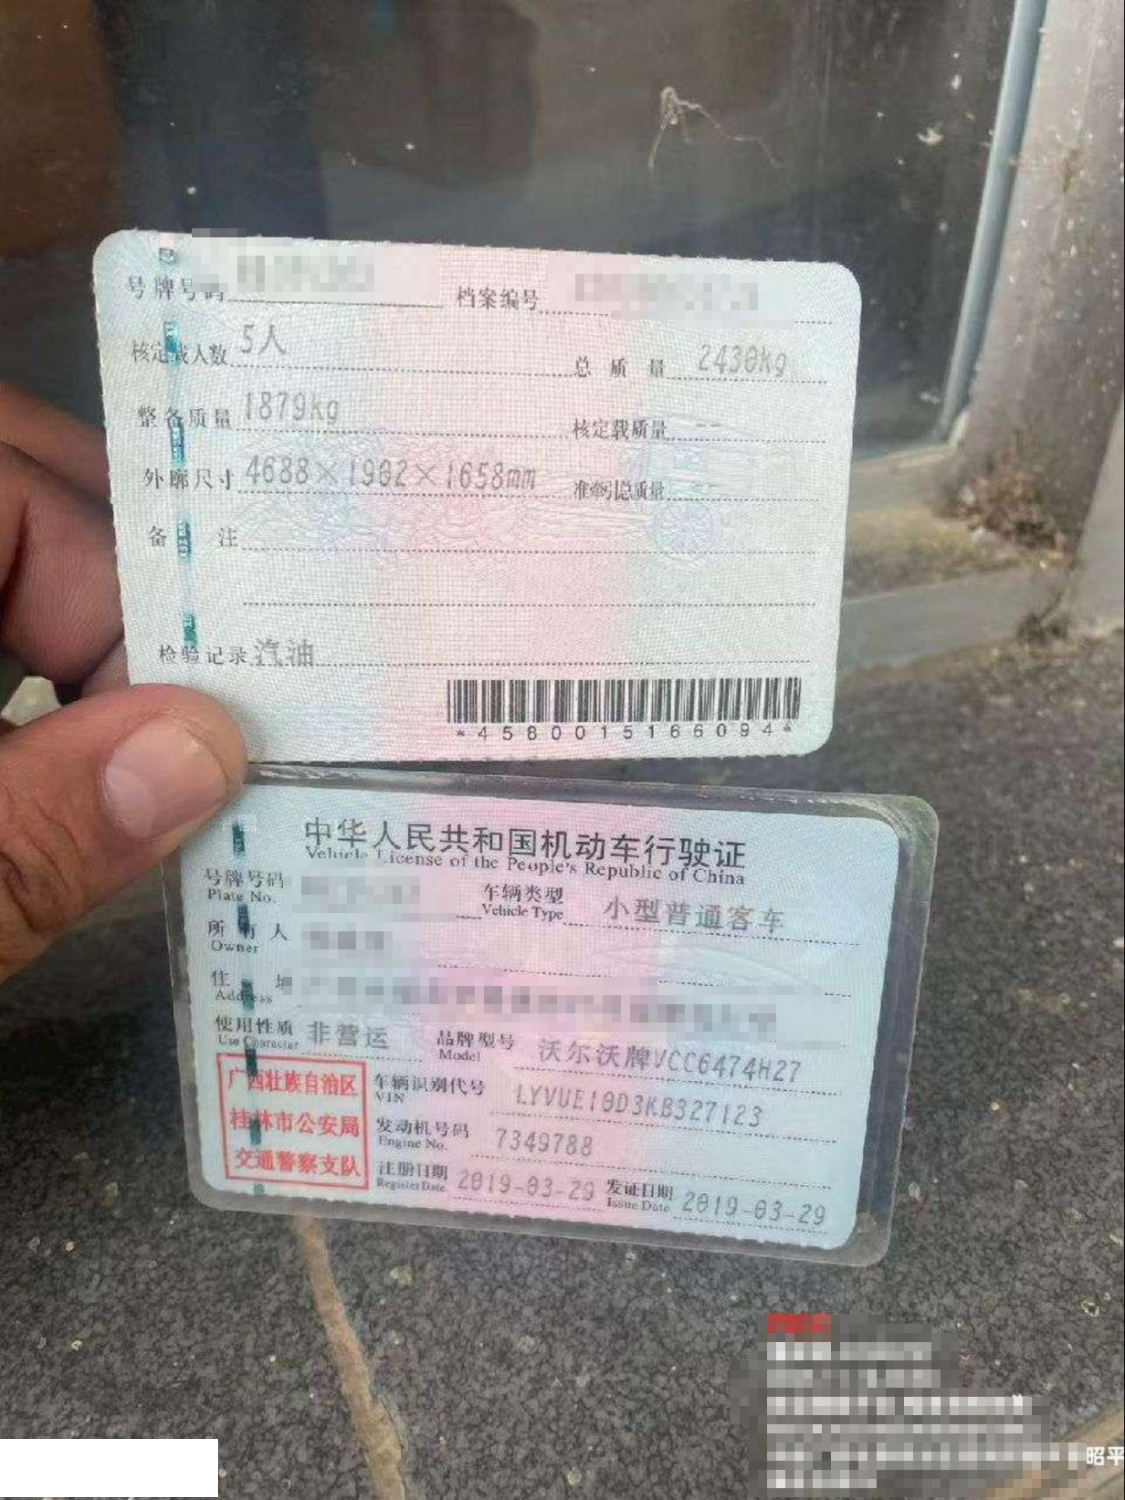 号牌号码 档案编号
核定载人数 5人 总质量 2430kg
整备质量 1879kg 核定载质量 --
外廓尺寸 4688×1902×1658mm 准牵引总质量 --
备注
检验记录 汽油
*4580015166094*
中华人民共和国机动车行驶证
Vehicle License of the People's Republic of China
号牌号码 车辆类型 小型普通客车
Plate No. Vehicle Type
所有人
Owner
住址
Address
使用性质 非营运 品牌型号 沃尔沃牌VCC6474H27
Use Character Model
广西壮族自治区
桂林市公安局
交通警察支队
车辆识别代号 LYVUE10D3KB327123
VIN
发动机号码 7349788
Engine No.
注册日期 2019-03-29 发证日期 2019-03-29
Register Date Issue Date
昭平